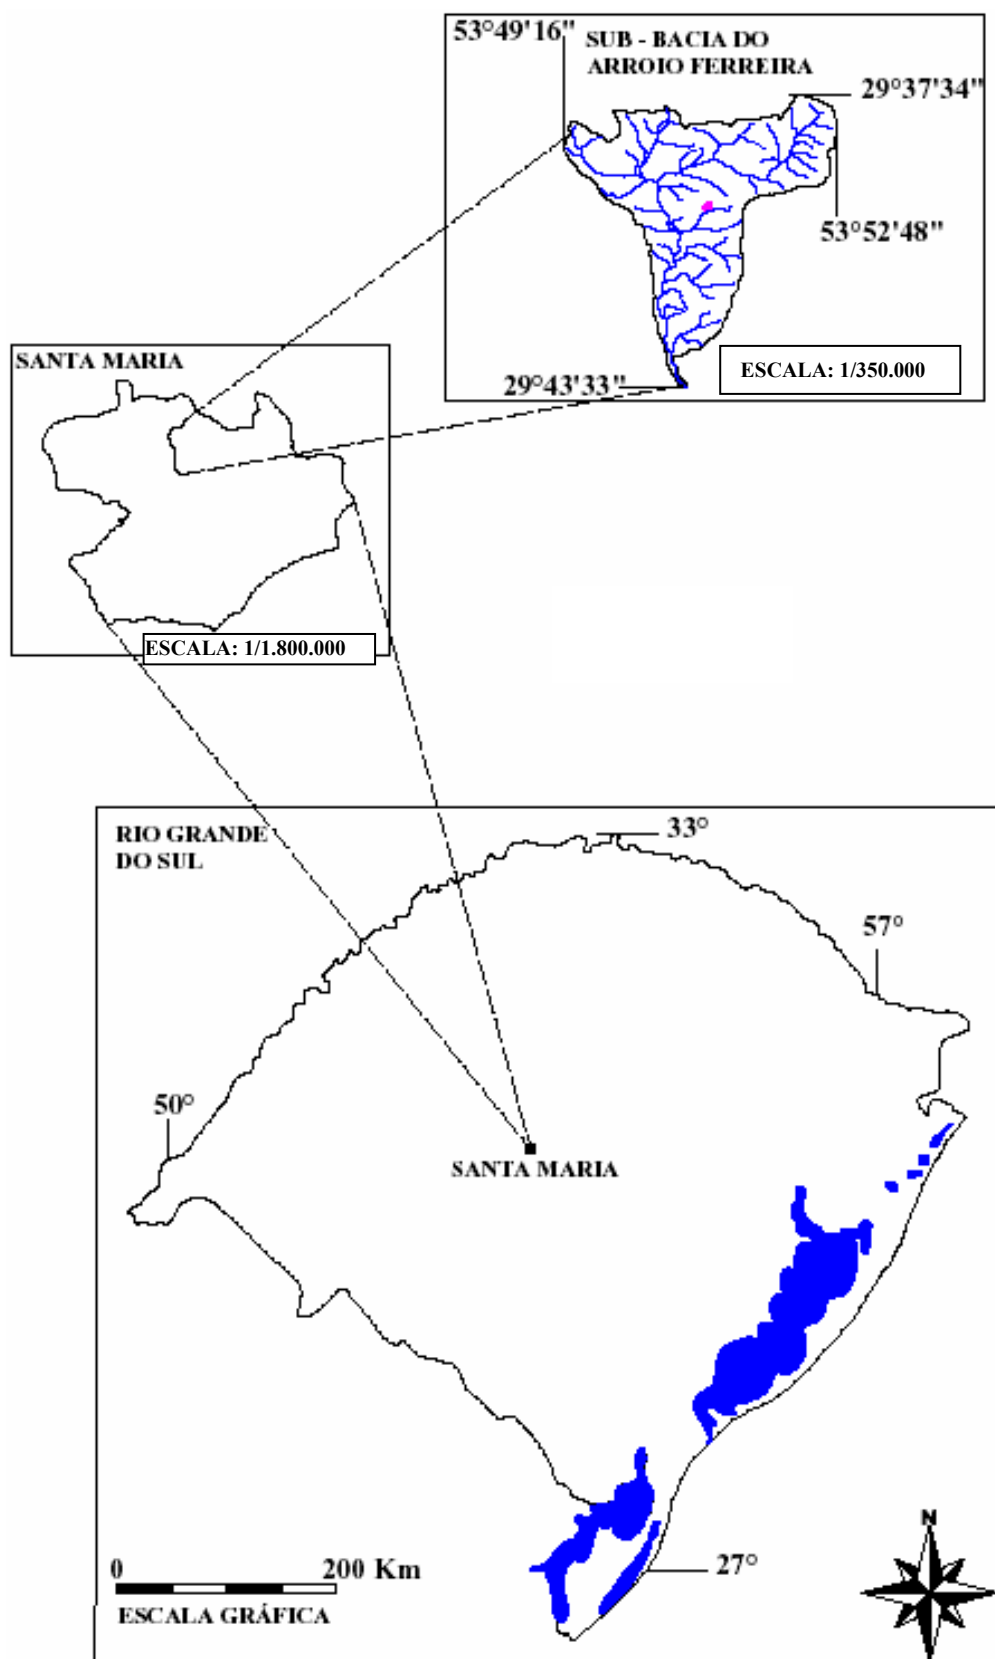 53°49'16"
SUB - BACIA DO
ARROIO FERREIRA
29°37'34"
53°52'48"
29°43'33"
ESCALA: 1/350.000
SANTA MARIA
ESCALA: 1/1.800.000
RIO GRANDE
DO SUL
33°
57°
50°
SANTA MARIA
27°
0 200 Km
ESCALA GRÁFICA
N